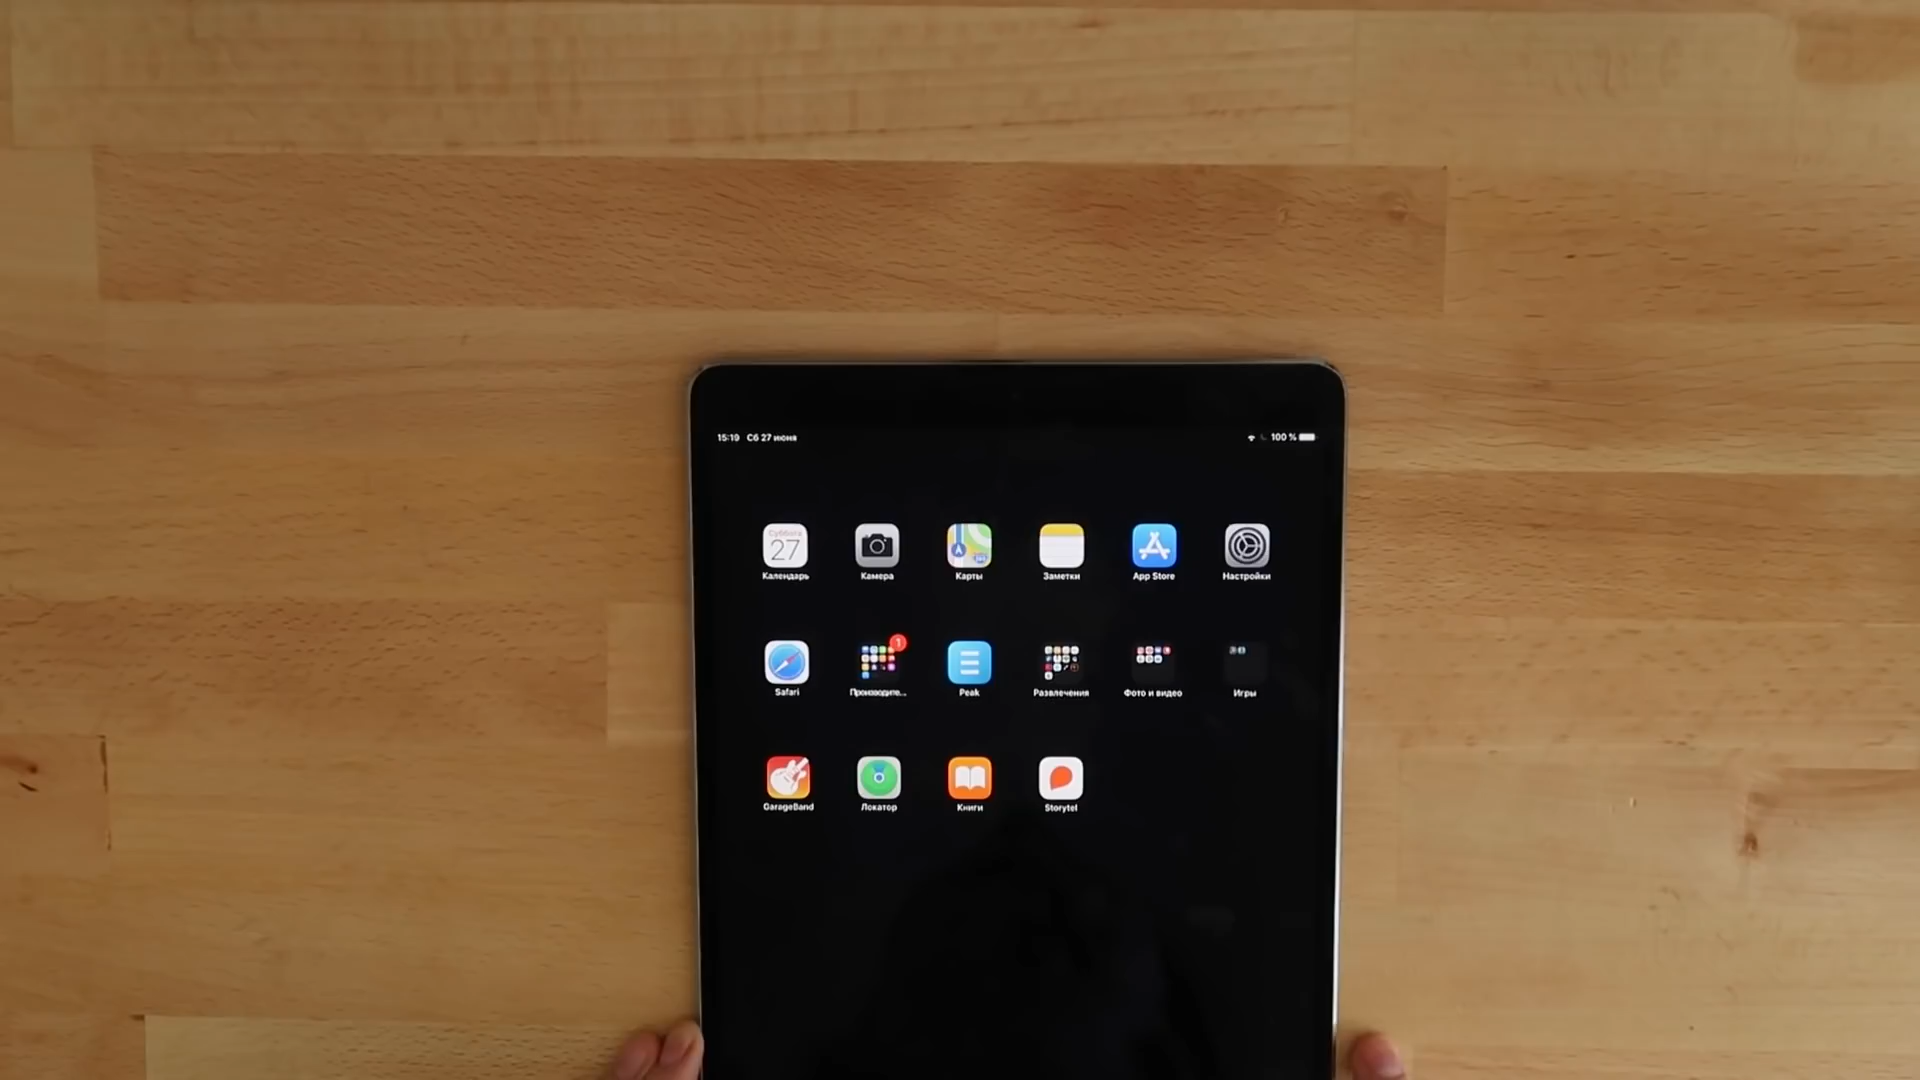 15:19 Сб 27 июня 100 %
Суббота
27
Календарь Камера Карты Заметки App Store Настройки
1
Safari Производите... Peak Развлечения Фото и видео Игры
GarageBand Локатор Книги Storytel